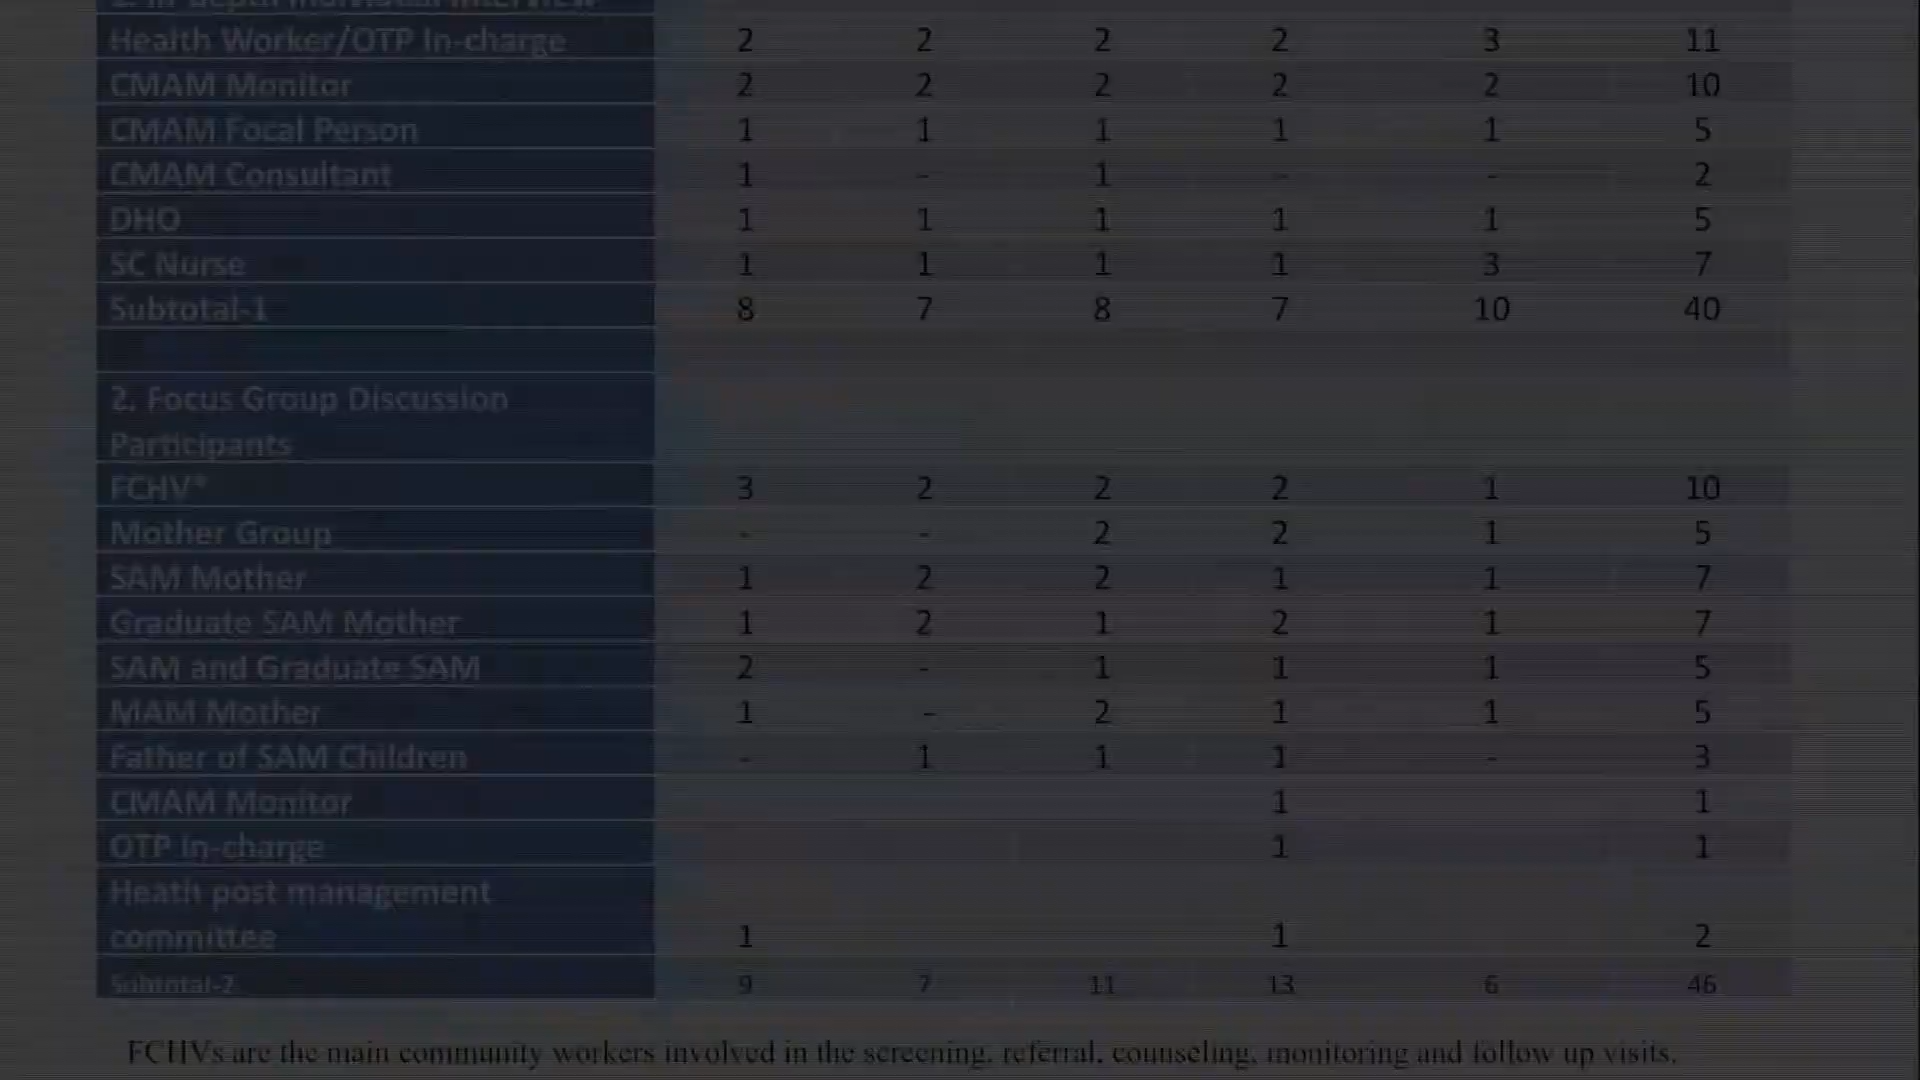 2. In-depth Individual Interview
Health Worker/OTP In-charge 2 2 2 2 3 11
CMAM Monitor 2 2 2 2 2 10
CMAM Focal Person 1 1 1 1 1 5
CMAM Consultant 1 - 1 - - 2
DHO 1 1 1 1 1 5
SC Nurse 1 1 1 1 3 7
Subtotal-1 8 7 8 7 10 40
2. Focus Group Discussion
Participants
FCHV* 3 2 2 2 1 10
Mother Group - - 2 2 1 5
SAM Mother 1 2 2 1 1 7
Graduate SAM Mother 1 2 1 2 1 7
SAM and Graduate SAM 2 - 1 1 1 5
MAM Mother 1 - 2 1 1 5
Father of SAM Children - 1 1 1 - 3
CMAM Monitor 1 1
OTP In-charge 1 1
Heath post management
committee 1 1 2
Subtotal-2 9 7 11 13 6 46
FCHVs are the main community workers involved in the screening, referral, counseling, monitoring and follow up visits.